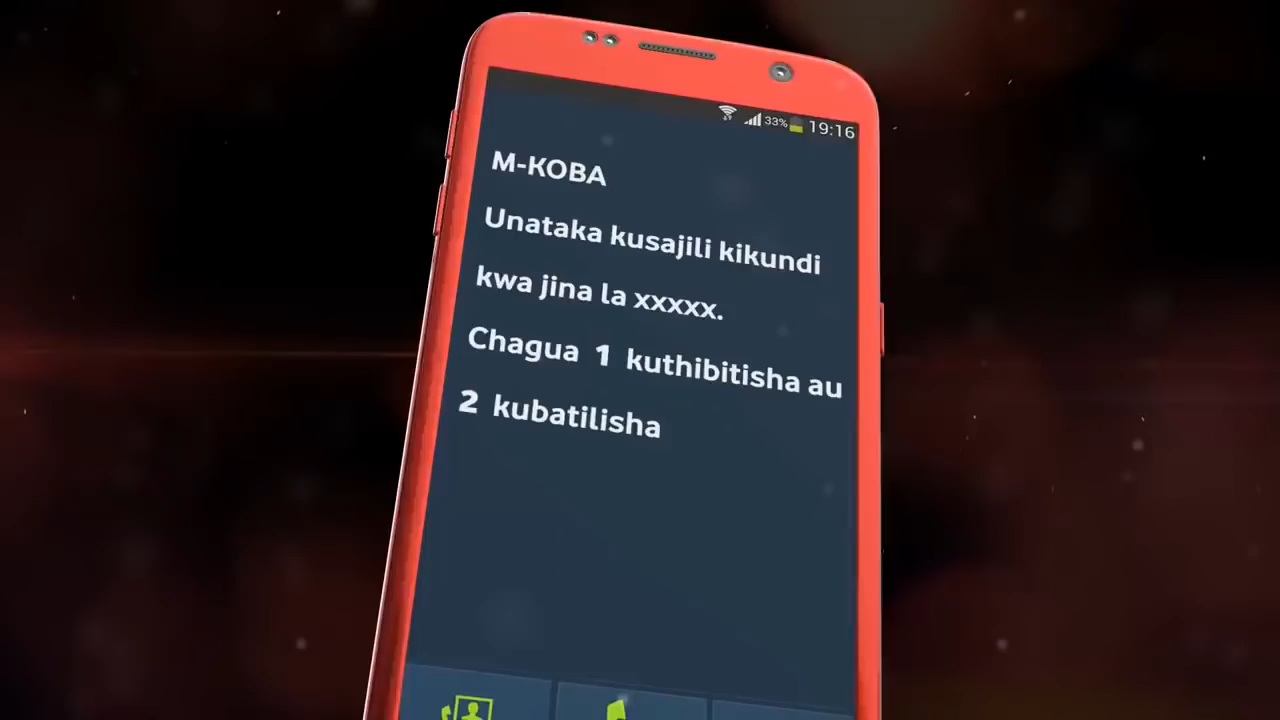 33% 19:16
M-KOBA
Unataka kusajili kikundi
kwa jina la xxxxx.
Chagua 1 kuthibitisha au
2 kubatilisha